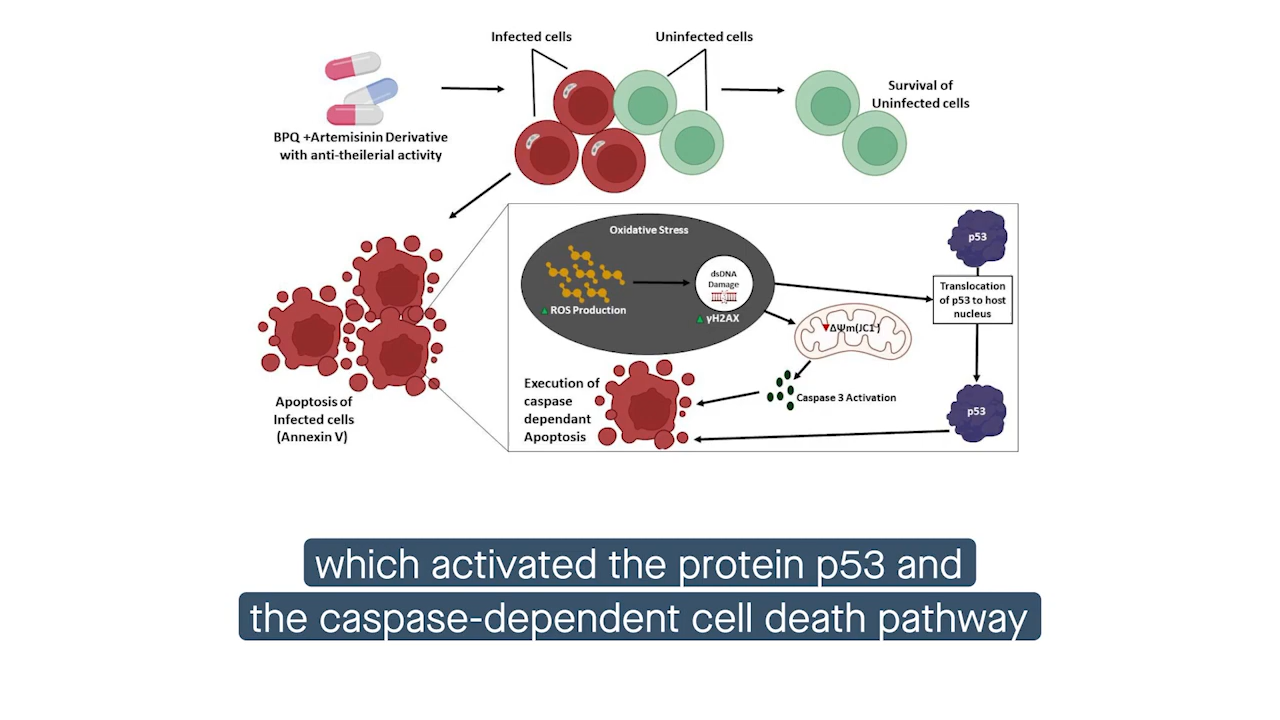 Infected cells
Uninfected cells
Survival of
Uninfected cells
BPQ +Artemisinin Derivative
with anti-theilerial activity
Oxidative Stress
p53
dsDNA
Damage
Translocation
of p53 to host
nucleus
ROS Production
γH2AX
ΔΨm(JC1)
Execution of
caspase
dependant
Apoptosis
Caspase 3 Activation
p53
Apoptosis of
Infected cells
(Annexin V)
which activated the protein p53 and
the caspase-dependent cell death pathway